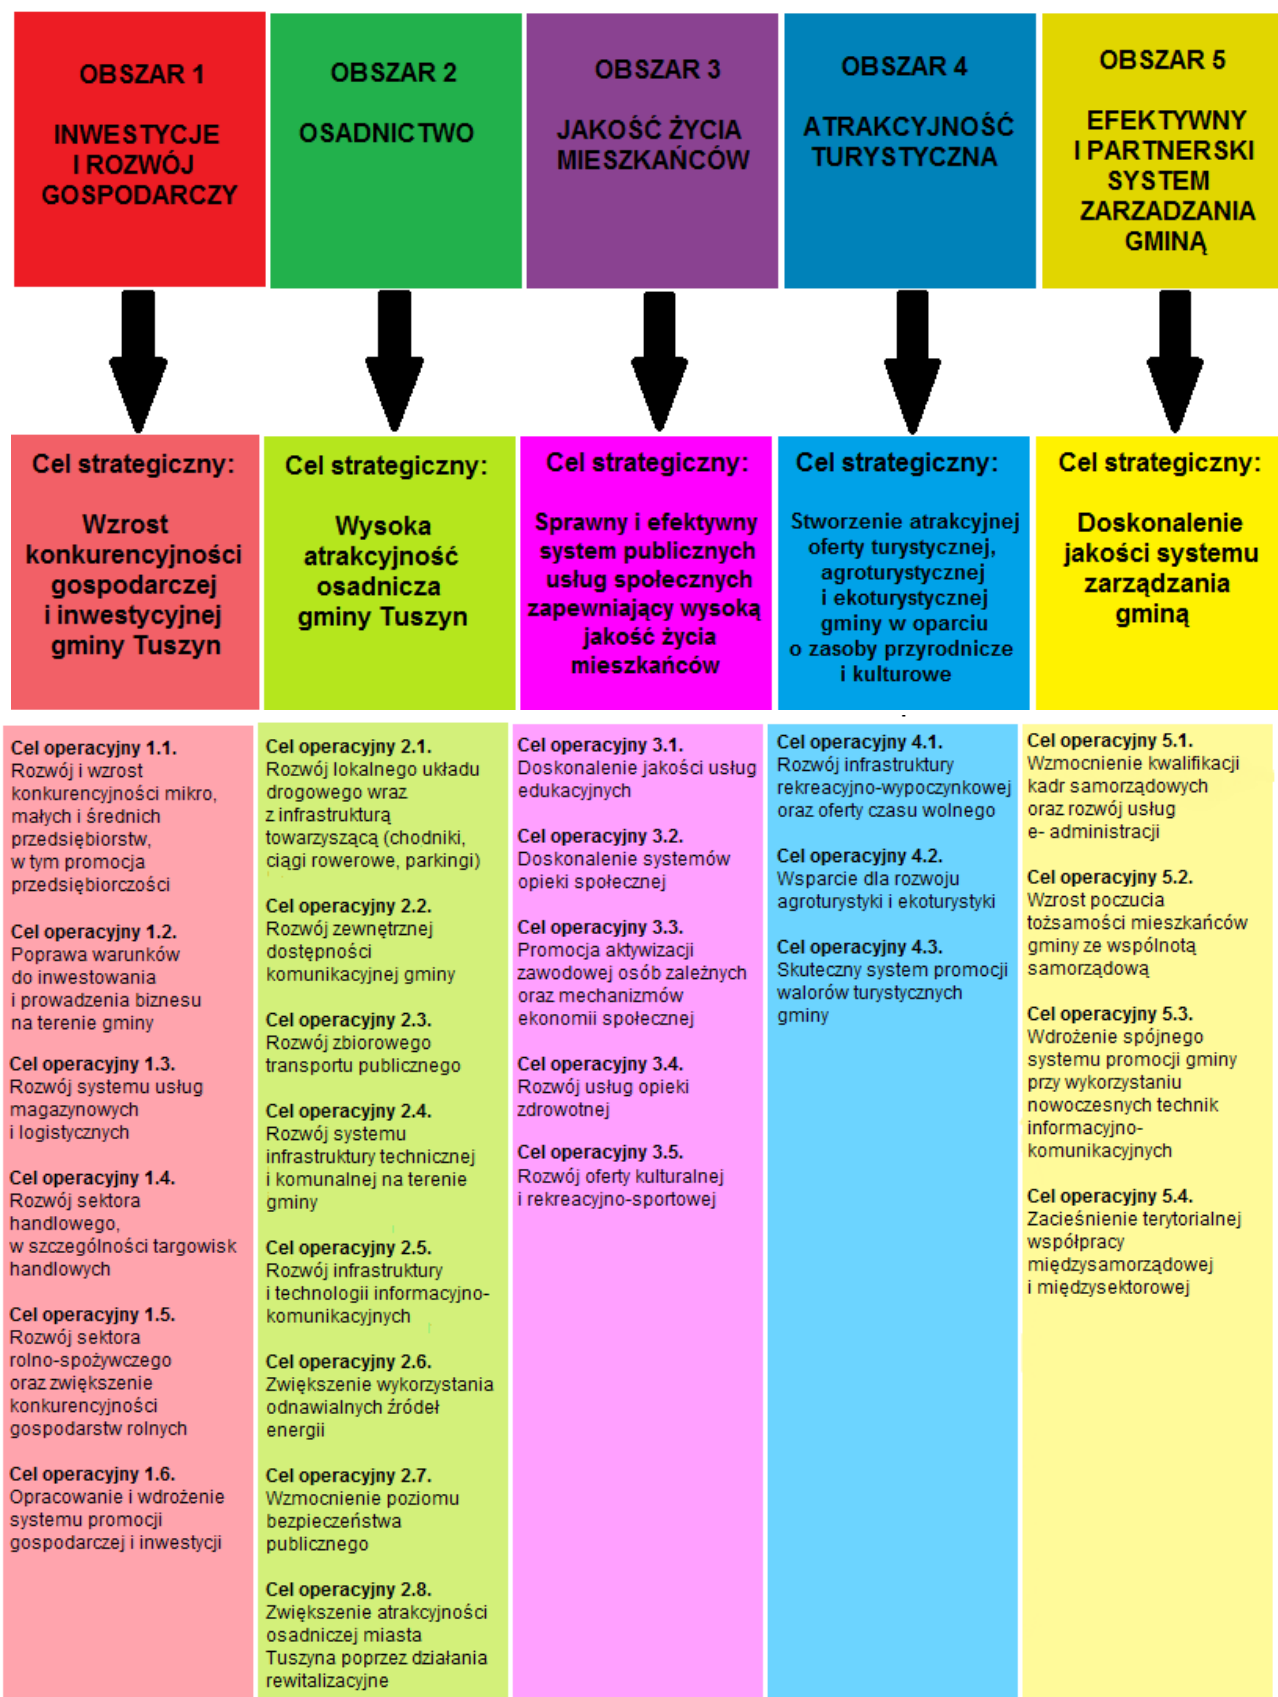 OBSZAR 1
INWESTYCJE
I ROZWÓJ
GOSPODARCZY
OBSZAR 2
OSADNICTWO
OBSZAR 3
JAKOŚĆ ŻYCIA
MIESZKAŃCÓW
OBSZAR 4
ATRAKCYJNOŚĆ
TURYSTYCZNA
OBSZAR 5
EFEKTYWNY
I PARTNERSKI
SYSTEM
ZARZADZANIA
GMINĄ
Cel strategiczny:
Wzrost
konkurencyjności
gospodarczej
i inwestycyjnej
gminy Tuszyn
Cel strategiczny:
Wysoka
atrakcyjność
osadnicza
gminy Tuszyn
Cel strategiczny:
Sprawny i efektywny
system publicznych
usług społecznych
zapewniający wysoką
jakość życia
mieszkańców
Cel strategiczny:
Stworzenie atrakcyjnej
oferty turystycznej,
agroturystycznej
i ekoturystycznej
gminy w oparciu
o zasoby przyrodnicze
i kulturowe
Cel strategiczny:
Doskonalenie
jakości systemu
zarządzania
gminą
Cel operacyjny 1.1.
Rozwój i wzrost
konkurencyjności mikro,
małych i średnich
przedsiębiorstw,
w tym promocja
przedsiębiorczości
Cel operacyjny 1.2.
Poprawa warunków
do inwestowania
i prowadzenia biznesu
na terenie gminy
Cel operacyjny 1.3.
Rozwój systemu usług
magazynowych
i logistycznych
Cel operacyjny 1.4.
Rozwój sektora
handlowego,
w szczególności targowisk
handlowych
Cel operacyjny 1.5.
Rozwój sektora
rolno-spożywczego
oraz zwiększenie
konkurencyjności
gospodarstw rolnych
Cel operacyjny 1.6.
Opracowanie i wdrożenie
systemu promocji
gospodarczej i inwestycji
Cel operacyjny 2.1.
Rozwój lokalnego układu
drogowego wraz
z infrastrukturą
towarzyszącą (chodniki,
ciągi rowerowe, parkingi)
Cel operacyjny 2.2.
Rozwój zewnętrznej
dostępności
komunikacyjnej gminy
Cel operacyjny 2.3.
Rozwój zbiorowego
transportu publicznego
Cel operacyjny 2.4.
Rozwój systemu
infrastruktury technicznej
i komunalnej na terenie
gminy
Cel operacyjny 2.5.
Rozwój infrastruktury
i technologii informacyjno-
komunikacyjnych
Cel operacyjny 2.6.
Zwiększenie wykorzystania
odnawialnych źródeł
energii
Cel operacyjny 2.7.
Wzmocnienie poziomu
bezpieczeństwa
publicznego
Cel operacyjny 2.8.
Zwiększenie atrakcyjności
osadniczej miasta
Tuszyna poprzez działania
rewitalizacyjne
Cel operacyjny 3.1.
Doskonalenie jakości usług
edukacyjnych
Cel operacyjny 3.2.
Doskonalenie systemów
opieki społecznej
Cel operacyjny 3.3.
Promocja aktywizacji
zawodowej osób zależnych
oraz mechanizmów
ekonomii społecznej
Cel operacyjny 3.4.
Rozwój usług opieki
zdrowotnej
Cel operacyjny 3.5.
Rozwój oferty kulturalnej
i rekreacyjno-sportowej
Cel operacyjny 4.1.
Rozwój infrastruktury
rekreacyjno-wypoczynkowej
oraz oferty czasu wolnego
Cel operacyjny 4.2.
Wsparcie dla rozwoju
agroturystyki i ekoturystyki
Cel operacyjny 4.3.
Skuteczny system promocji
walorów turystycznych
gminy
Cel operacyjny 5.1.
Wzmocnienie kwalifikacji
kadr samorządowych
oraz rozwój usług
e- administracji
Cel operacyjny 5.2.
Wzrost poczucia
tożsamości mieszkańców
gminy ze wspólnotą
samorządową
Cel operacyjny 5.3.
Wdrożenie spójnego
systemu promocji gminy
przy wykorzystaniu
nowoczesnych technik
informacyjno-
komunikacyjnych
Cel operacyjny 5.4.
Zacieśnienie terytorialnej
współpracy
międzysamorządowej
i międzysektorowej